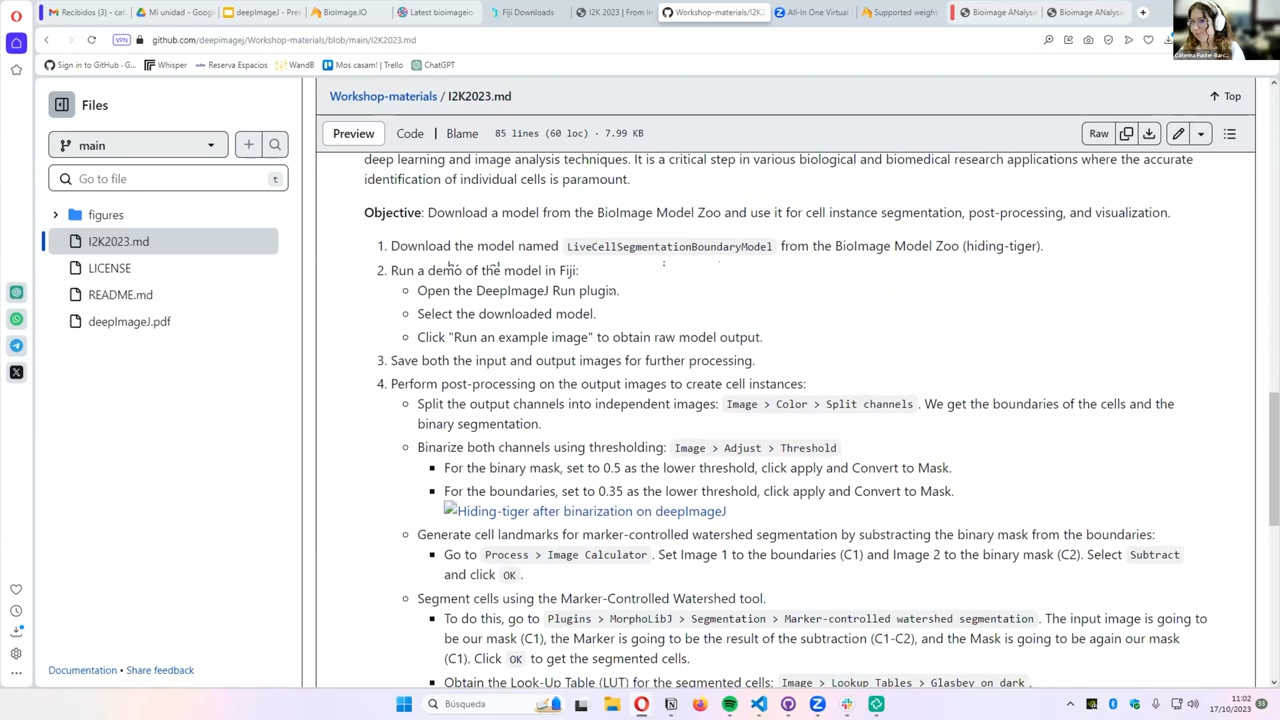 Recibidos (3) - c
Mi unidad - Googl
deepImageJ - Pres
BioImage.IO
Latest bioimageio
Fiji Downloads
I2K 2023 | From In
Workshop-materials/I2K2
All-In One Virtual
Supported weight
Bioimage ANalysis
Bioimage ANalysis
VPN
github.com/deepimagej/Workshop-materials/blob/main/I2K2023.md
Caterina Fuster-Barc...
Sign in to GitHub · G...
Whisper
Reserva Espacios
WandB
Mos casam! | Trello
ChatGPT
Files
main
Go to file
t
figures
I2K2023.md
LICENSE
README.md
deepImageJ.pdf
Documentation • Share feedback
Workshop-materials / I2K2023.md
Top
Preview
Code
Blame
85 lines (60 loc) · 7.99 KB
Raw
deep learning and image analysis techniques. It is a critical step in various biological and biomedical research applications where the accurate
identification of individual cells is paramount.
Objective: Download a model from the BioImage Model Zoo and use it for cell instance segmentation, post-processing, and visualization.
1. Download the model named LiveCellSegmentationBoundaryModel from the BioImage Model Zoo (hiding-tiger).
2. Run a demo of the model in Fiji:
Open the DeepImageJ Run plugin.
Select the downloaded model.
Click "Run an example image" to obtain raw model output.
3. Save both the input and output images for further processing.
4. Perform post-processing on the output images to create cell instances:
Split the output channels into independent images: Image > Color > Split channels . We get the boundaries of the cells and the
binary segmentation.
Binarize both channels using thresholding: Image > Adjust > Threshold
For the binary mask, set to 0.5 as the lower threshold, click apply and Convert to Mask.
For the boundaries, set to 0.35 as the lower threshold, click apply and Convert to Mask.
Hiding-tiger after binarization on deepImageJ
Generate cell landmarks for marker-controlled watershed segmentation by substracting the binary mask from the boundaries:
Go to Process > Image Calculator . Set Image 1 to the boundaries (C1) and Image 2 to the binary mask (C2). Select Subtract
and click OK .
Segment cells using the Marker-Controlled Watershed tool.
To do this, go to Plugins > MorphoLibJ > Segmentation > Marker-controlled watershed segmentation . The input image is going to
be our mask (C1), the Marker is going to be the result of the subtraction (C1-C2), and the Mask is going to be again our mask
(C1). Click OK to get the segmented cells.
Obtain the Look-Up Table (LUT) for the segmented cells: Image > Lookup Tables > Glasbey on dark .
Búsqueda
11:02
17/10/2023
33